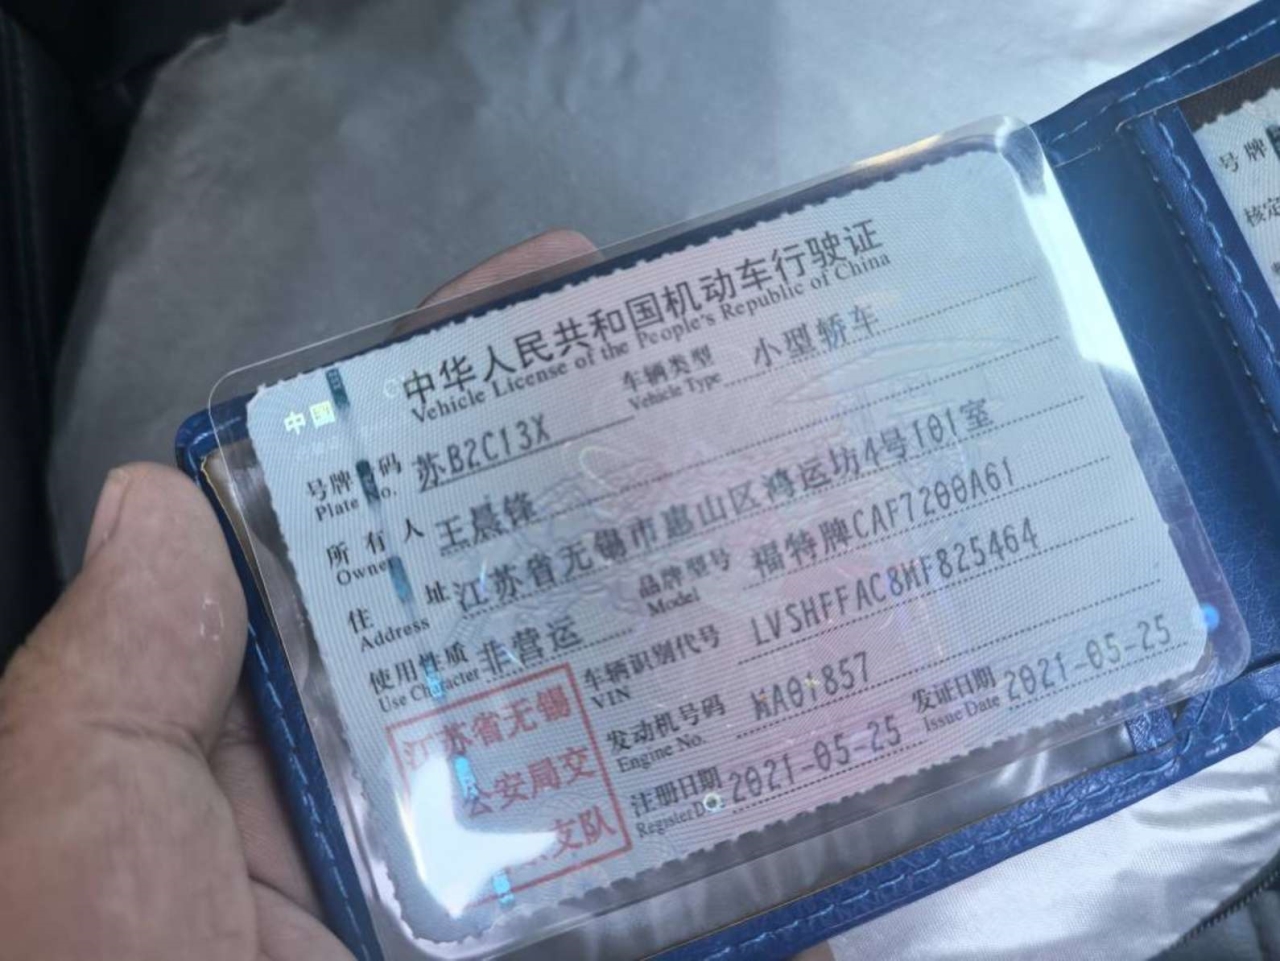 中国
中华人民共和国机动车行驶证
Vehicle License of the People's Republic of China
号牌 码 苏B2C13X 车辆类型 小型轿车
Plate No. Vehicle Type
所有人 王晨锋
Owner
住 址 江苏省无锡市惠山区鸿运坊4号101室
Address
使用性质 非营运 品牌型号 福特牌CAF7200A61
Use Character Model
车辆识别代号 LVSHFFAC8MF825464
VIN
发动机号码 MA01857
Engine No.
注册日期 2021-05-25 发证日期 2021-05-25
Register Issue Date
江苏省无锡
公安局交
支队
号牌
核定